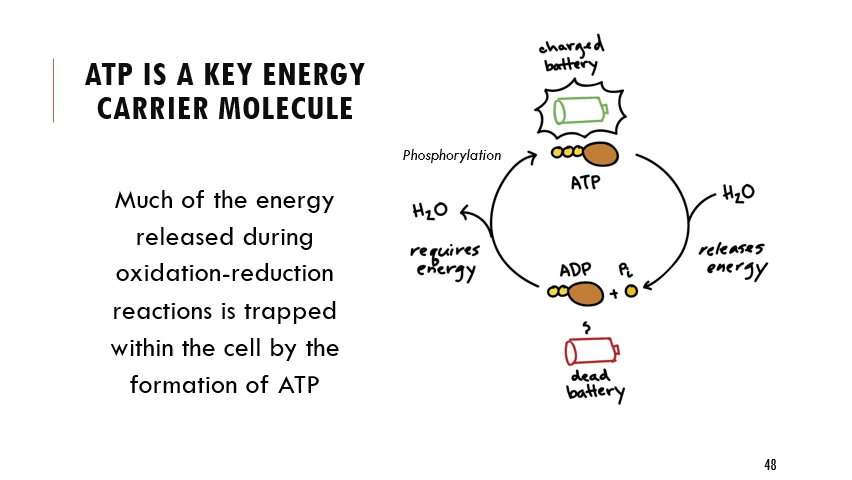 ATP IS A KEY ENERGY
CARRIER MOLECULE
Much of the energy
released during
oxidation-reduction
reactions is trapped
within the cell by the
formation of ATP
charged
battery
Phosphorylation
ATP
H₂O
H₂O
requires
energy
releases
energy
ADP Pi
+
dead
battery
48